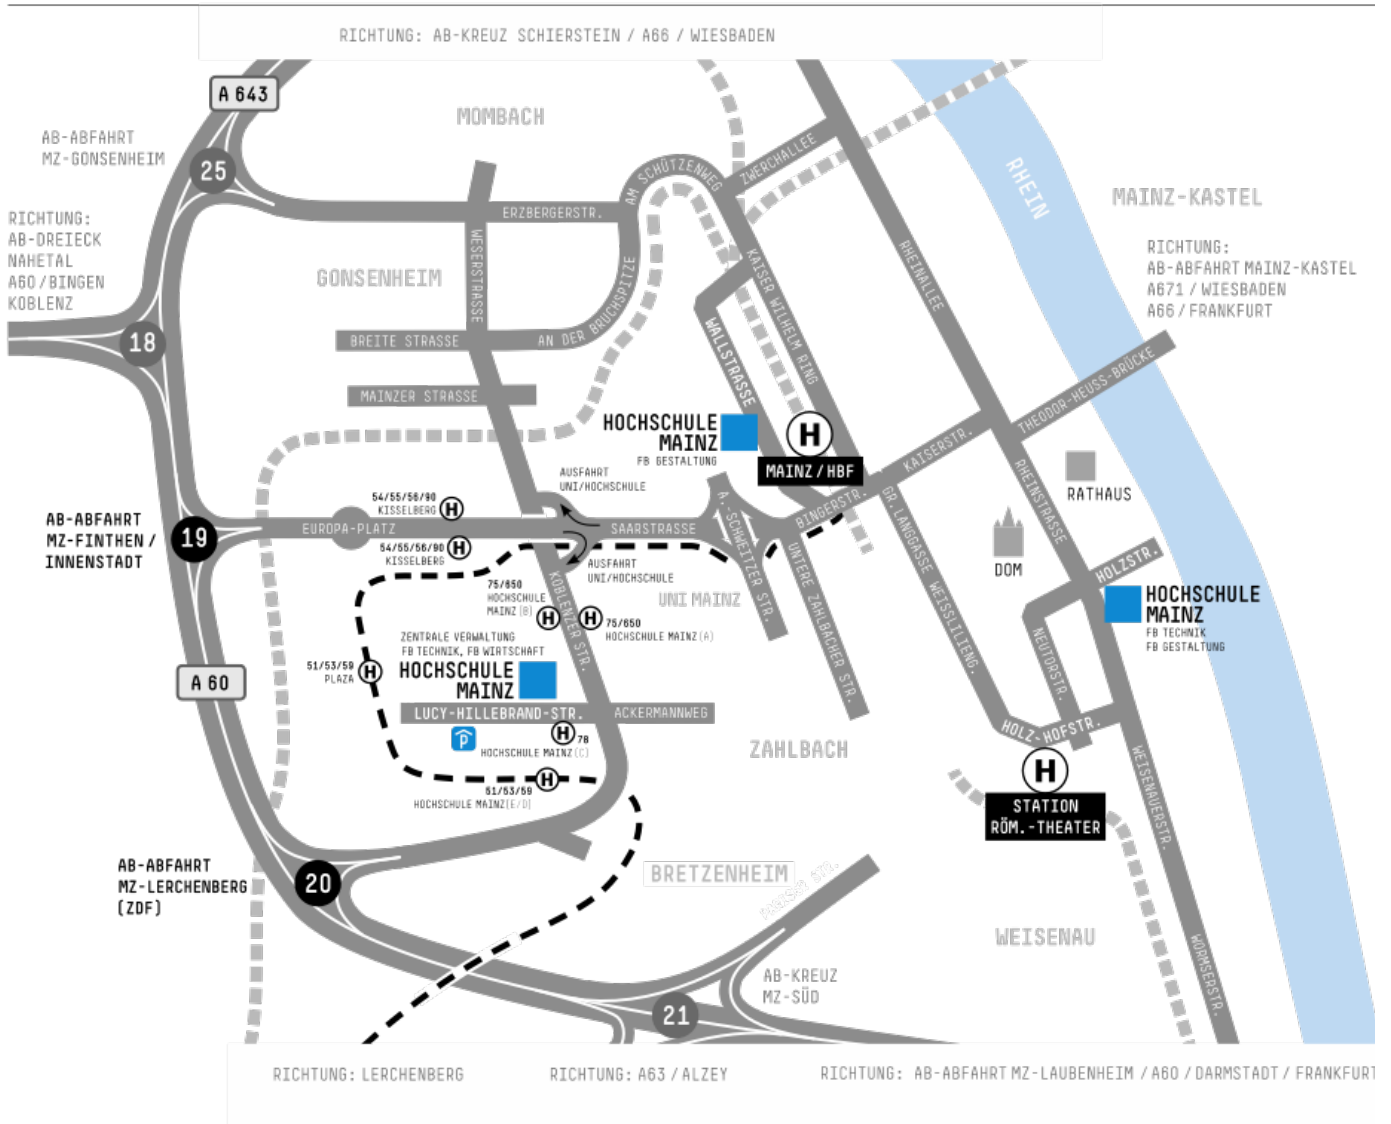 RICHTUNG: AB-KREUZ SCHIERSTEIN / A66 / WIESBADEN
A 643
MOMBACH
AB-ABFAHRT
MZ-GONSENHEIM
25
ZWERCHALLEE
RHEIN
MAINZ-KASTEL
AM SCHÜTZENWEG
ERZBERGERSTR.
RICHTUNG:
AB-DREIECK
NAHETAL
A60/BINGEN
KOBLENZ
WESERSTRASSE
GONSENHEIM
KAISER WILHELM RING
RHEINALLEE
RICHTUNG:
AB-ABFAHRT MAINZ-KASTEL
A671 / WIESBADEN
A66 / FRANKFURT
18
BREITE STRASSE
AN DER BRUCHSPITZE
WALLSTRASSE
THEODOR-HEUSS-BRÜCKE
MAINZER STRASSE
HOCHSCHULE
MAINZ
FB GESTALTUNG
H
MAINZ / HBF
KAISERSTR.
RATHAUS
AUSFAHRT
UNI/HOCHSCHULE
54/55/56/90
KISSELBERG
H
AB-ABFAHRT
MZ-FINTHEN /
INNENSTADT
19
EUROPA-PLATZ
SAARSTRASSE
A.-SCHWEITZER STR.
BINGERSTR.
GR. LANGGASSE
WEISSLILIENG.
RHEINSTRASSE
54/55/56/90
KISSELBERG
H
AUSFAHRT
UNI/HOCHSCHULE
UNTERE ZAHLBACHER STR.
DOM
HOLZSTR.
HOCHSCHULE
MAINZ
FB TECHNIK
FB GESTALTUNG
75/650
HOCHSCHULE
MAINZ (B)
H
KOBLENZER STR.
H
75/650
HOCHSCHULE MAINZ (A)
UNI MAINZ
NEUTORSTR.
ZENTRALE VERWALTUNG
FB TECHNIK, FB WIRTSCHAFT
HOCHSCHULE
MAINZ
51/53/59
PLAZA
H
A 60
LUCY-HILLEBRAND-STR.
ACKERMANNWEG
P
H
78
HOCHSCHULE MAINZ (C)
HOLZ-HOFSTR.
ZAHLBACH
H
STATION
RÖM.-THEATER
WEISENAUERSTR.
51/53/59
HOCHSCHULE MAINZ (E/D)
H
AB-ABFAHRT
MZ-LERCHENBERG
(ZDF)
20
BRETZENHEIM
PARISER STR.
WEISENAU
WORMSERSTR.
AB-KREUZ
MZ-SÜD
21
RICHTUNG: LERCHENBERG
RICHTUNG: A63 / ALZEY
RICHTUNG: AB-ABFAHRT MZ-LAUBENHEIM / A60 / DARMSTADT / FRANKFURT